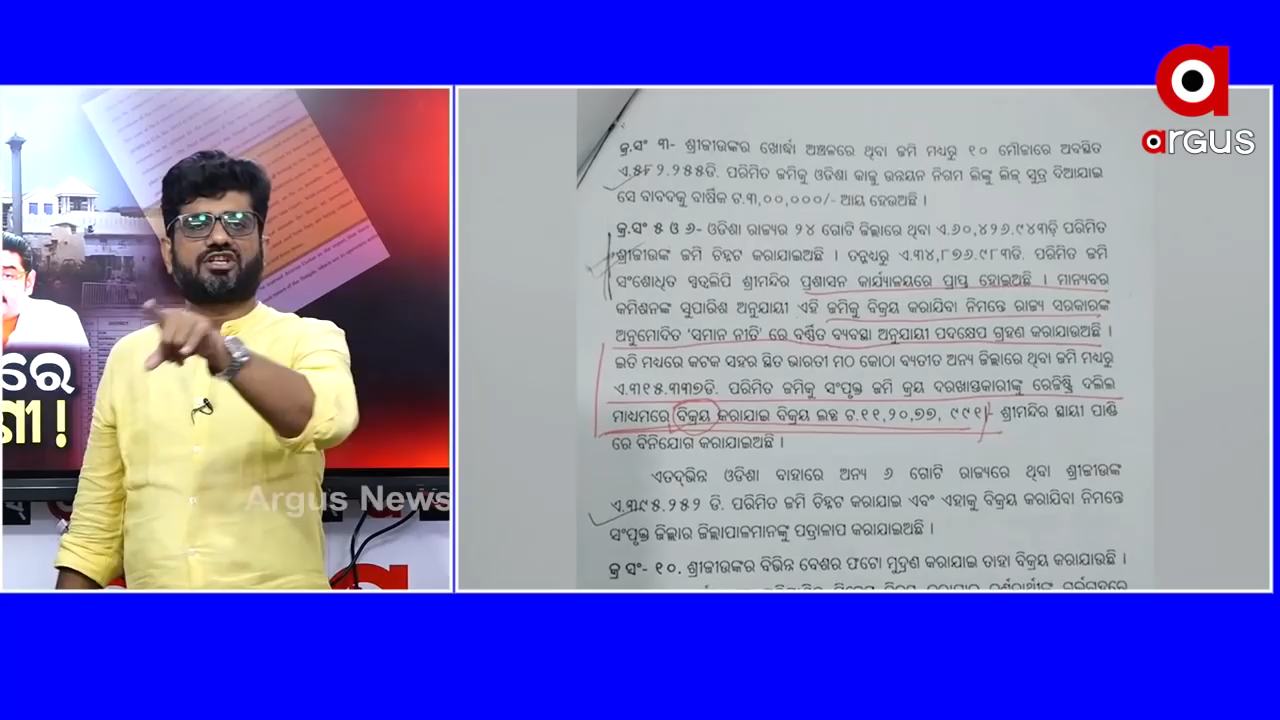 argus
ରେ
ଣୀ!
Argus News
କ୍ର.ସଂ ୩- ଶ୍ରୀଜୀଉଙ୍କର ଖୋର୍ଦ୍ଧା ଅଞ୍ଚଳରେ ଥିବା ଜମି ମଧ୍ୟରୁ ୧୦ ମୌଜାରେ ଅବସ୍ଥିତ
ଏ.୫୮୨.୨୫୫ଡି. ପରିମିତ ଜମିକୁ ଓଡିଶା କାଜୁ ଉନ୍ନୟନ ନିଗମ ଲିଃକୁ ଲିଜ୍ ସୁତ୍ର ଦିଆଯାଇ
ସେ ବାବଦକୁ ବାର୍ଷିକ ଟ.୩,୦୦,୦୦୦/- ଆୟ ହେଉଅଛି ।
କ୍ର.ସଂ ୫ ଓ ୬- ଓଡିଶା ରାଜ୍ୟର ୨୪ ଗୋଟି ଜିଲ୍ଲାରେ ଥିବା ଏ.୬୦,୪୨୬.୯୪୩ଡ଼ି ପରିମିତ
ଶ୍ରୀଜୀଉଙ୍କ ଜମି ଚିହ୍ନଟ କରାଯାଇଅଛି । ତନ୍ମଧ୍ୟରୁ ଏ.୩୪,୮୭୬.୯୮୩ଡି. ପରିମିତ ଜମି
ସଂଶୋଧିତ ସ୍ୱତ୍ତ୍ୱଲିପି ଶ୍ରୀମନ୍ଦିର ପ୍ରଶାସନ କାର୍ଯ୍ୟାଳୟରେ ପ୍ରାପ୍ତ ହୋଇଅଛି । ମାନ୍ୟବର
କମିଶନଙ୍କ ସୁପାରିଶ ଅନୁଯାୟୀ ଏହି ଜମିକୁ ବିକ୍ରୟ କରାଯିବା ନିମନ୍ତେ ରାଜ୍ୟ ସରକାରଙ୍କ
ଅନୁମୋଦିତ ‘ସମାନ ନୀତି’ ରେ ବର୍ଣ୍ଣିତ ବ୍ୟବସ୍ଥା ଅନୁଯାୟୀ ପଦକ୍ଷେପ ଗ୍ରହଣ କରାଯାଉଅଛି ।
ଇତି ମଧ୍ୟରେ କଟକ ସହର ସ୍ଥିତ ଭାରତୀ ମଠ କୋଠା ବ୍ୟତୀତ ଅନ୍ୟ ଜିଲ୍ଲାରେ ଥିବା ଜମି ମଧ୍ୟରୁ
ଏ.୩୧୫.୩୩୭ଡି. ପରିମିତ ଜମିକୁ ସଂପୃକ୍ତ ଜମି କ୍ରୟ ଦରଖାସ୍ତକାରୀଙ୍କୁ ରେଜିଷ୍ଟ୍ରି ଦଲିଲ
ମାଧ୍ୟମରେ ବିକ୍ରୟ କରାଯାଇ ବିକ୍ରୟ ଲବ୍ଧ ଟ.୧୧,୨୦,୭୭, ୯୯୧/- ଶ୍ରୀମନ୍ଦିର ସ୍ଥାୟୀ ପାଣ୍ଠି
ରେ ବିନିଯୋଗ କରାଯାଇଅଛି ।
ଏତଦ୍‌ଭିନ୍ନ ଓଡିଶା ବାହାରେ ଅନ୍ୟ ୬ ଗୋଟି ରାଜ୍ୟରେ ଥିବା ଶ୍ରୀଜୀଉଙ୍କ
ଏ.୩୯୫.୨୫୨ ଡି. ପରିମିତ ଜମି ଚିହ୍ନଟ କରାଯାଇ ଏବଂ ଏହାକୁ ବିକ୍ରୟ କରାଯିବା ନିମନ୍ତେ
ସଂପୃକ୍ତ ଜିଲ୍ଲାର ଜିଲ୍ଲାପାଳମାନଙ୍କୁ ପତ୍ରାଳାପ କରାଯାଇଅଛି ।
କ୍ର ସଂ- ୧୦. ଶ୍ରୀଜୀଉଙ୍କର ବିଭିନ୍ନ ବେଶର ଫଟୋ ମୁଦ୍ରଣ କରାଯାଇ ତାହା ବିକ୍ରୟ କରାଯାଉଛି ।